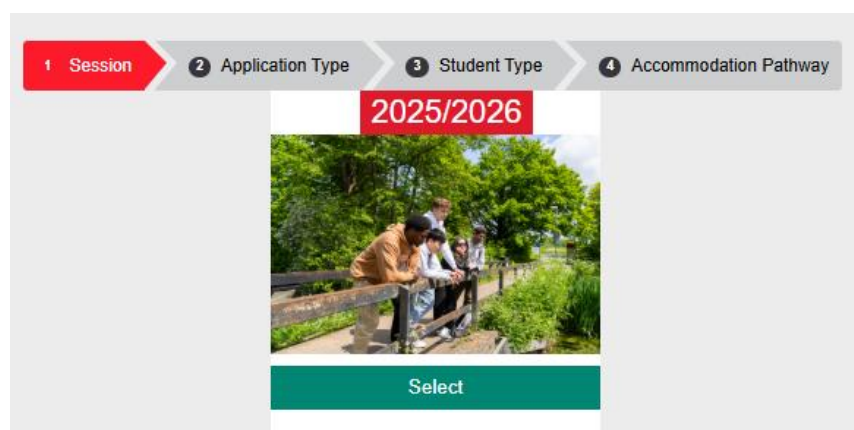 1 Session 2 Application Type 3 Student Type 4 Accommodation Pathway
2025/2026
Select